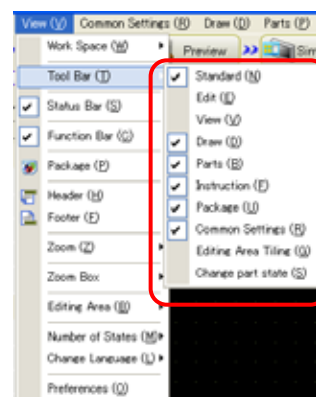 View (V) Common Settings (R) Draw (D) Parts (P)
Work Space (W)
Preview
Sim
Tool Bar (T)
Status Bar (S)
Function Bar (C)
Package (P)
Header (H)
Footer (F)
Zoom (Z)
Zoom Box
Editing Area (B)
Number of States (M)
Change Language (L)
Preferences (O)
Standard (N)
Edit (E)
View (V)
Draw (D)
Parts (B)
Instruction (F)
Package (U)
Common Settings (R)
Editing Area Tiling (G)
Change part state (S)